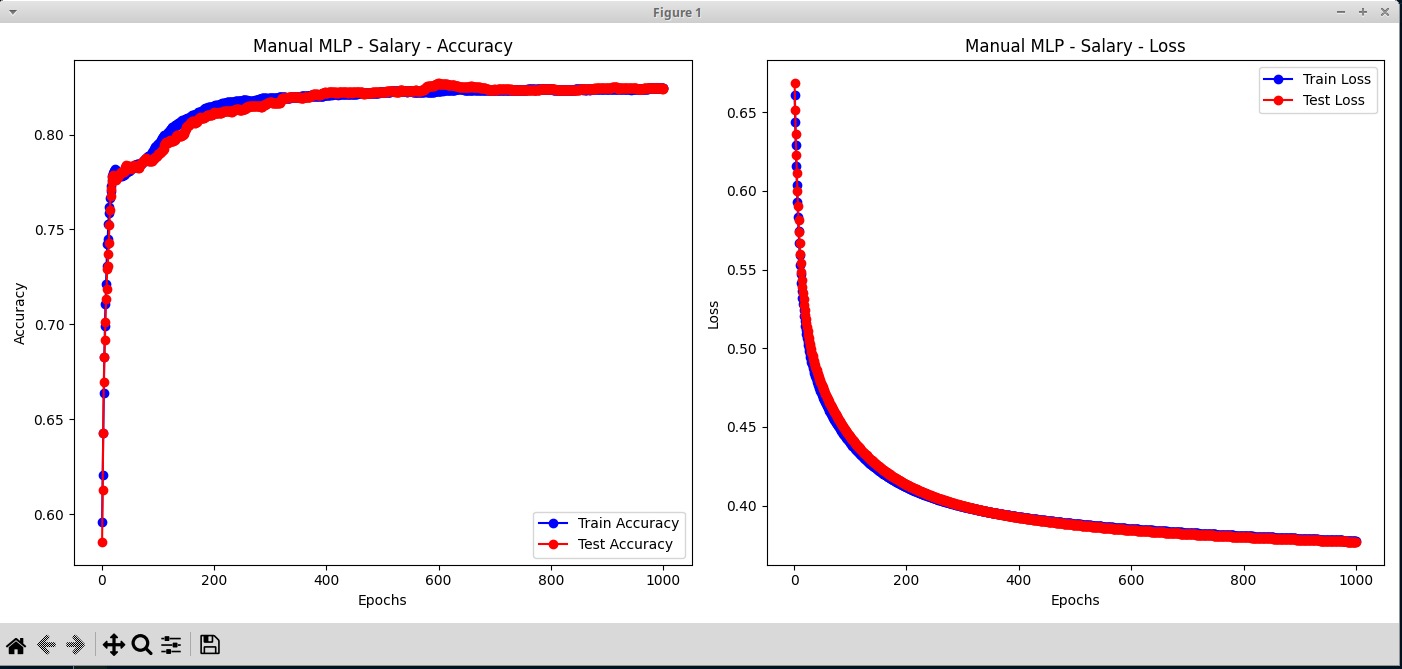 Figure 1
Manual MLP - Salary - Accuracy
Accuracy
0.80
0.75
0.70
0.65
0.60
0 200 400 600 800 1000
Epochs
Train Accuracy
Test Accuracy
Manual MLP - Salary - Loss
Loss
0.65
0.60
0.55
0.50
0.45
0.40
0 200 400 600 800 1000
Epochs
Train Loss
Test Loss